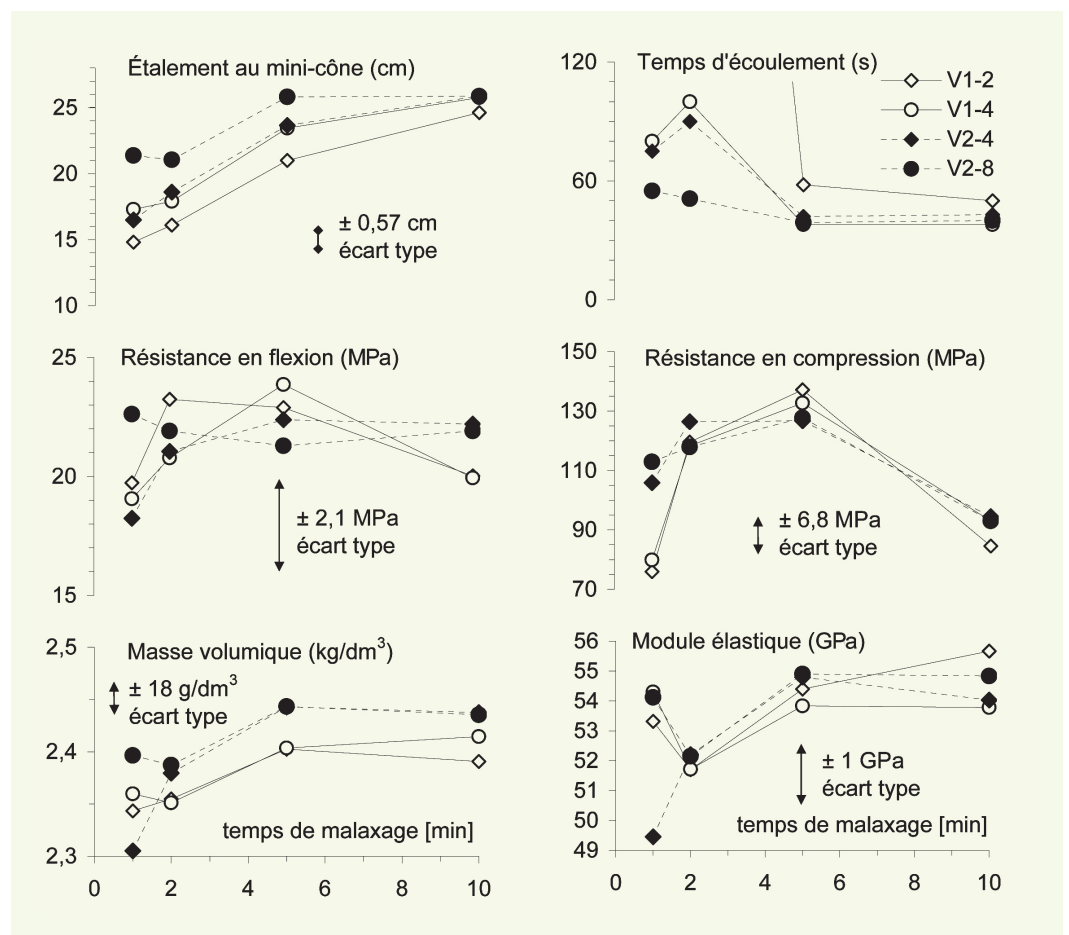 Étalement au mini-cône (cm)
25
20
15
10
± 0,57 cm
écart type
Temps d'écoulement (s)
120
60
0
V1-2
V1-4
V2-4
V2-8
Résistance en flexion (MPa)
25
20
15
± 2,1 MPa
écart type
Résistance en compression (MPa)
150
130
110
90
70
± 6,8 MPa
écart type
Masse volumique (kg/dm³)
2,5
2,4
2,3
± 18 g/dm³
écart type
temps de malaxage [min]
0 2 4 6 8 10
Module élastique (GPa)
56
55
54
53
52
51
50
49
± 1 GPa
écart type
temps de malaxage [min]
0 2 4 6 8 10